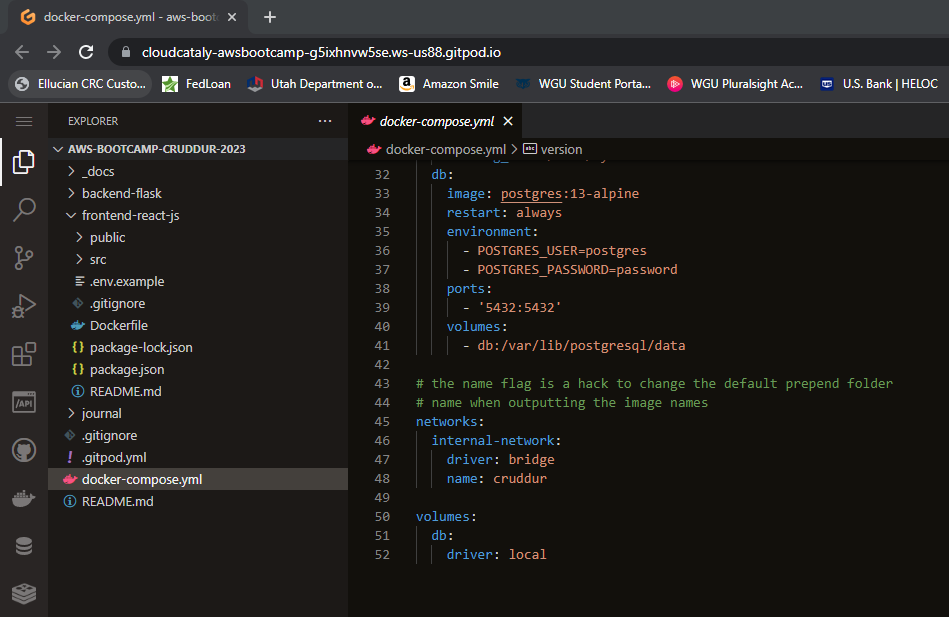 docker-compose.yml - aws-boot
cloudcataly-awsbootcamp-g5ixhnvw5se.ws-us88.gitpod.io
Ellucian CRC Custo... FedLoan Utah Department o... Amazon Smile WGU Student Porta... WGU Pluralsight Ac... U.S. Bank | HELOC
EXPLORER ···
docker-compose.yml
AWS-BOOTCAMP-CRUDDUR-2023
docker-compose.yml > version
_docs
backend-flask
frontend-react-js
public
src
.env.example
.gitignore
Dockerfile
package-lock.json
package.json
README.md
journal
.gitignore
.gitpod.yml
docker-compose.yml
README.md
32 db:
33 image: postgres:13-alpine
34 restart: always
35 environment:
36 - POSTGRES_USER=postgres
37 - POSTGRES_PASSWORD=password
38 ports:
39 - '5432:5432'
40 volumes:
41 - db:/var/lib/postgresql/data
42
43 # the name flag is a hack to change the default prepend folder
44 # name when outputting the image names
45 networks:
46 internal-network:
47 driver: bridge
48 name: cruddur
49
50 volumes:
51 db:
52 driver: local
/API